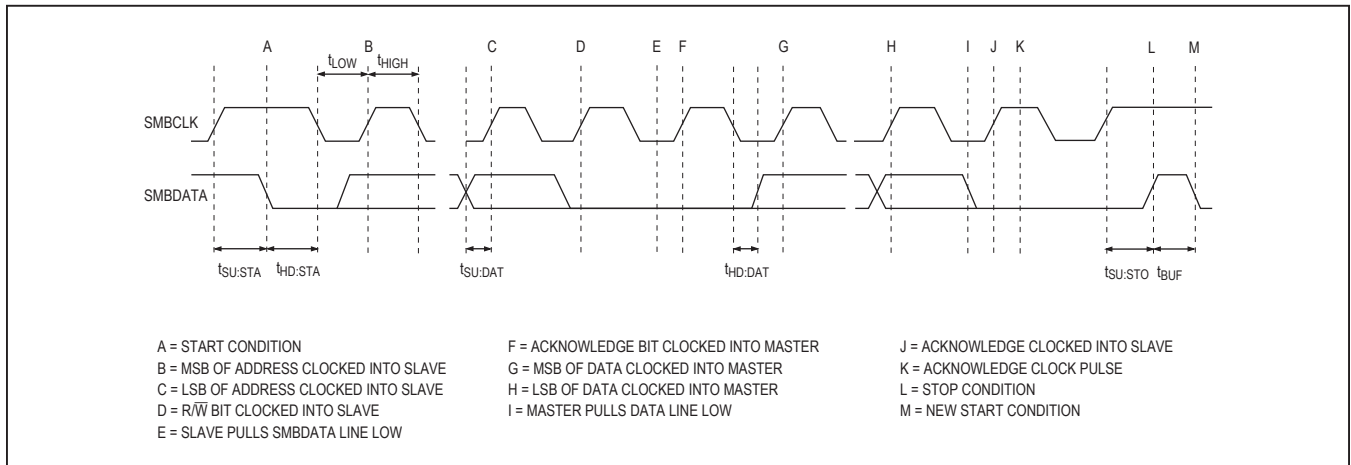 A B C D E F G H I J K L M
tLOW tHIGH
SMBCLK
SMBDATA
tSU:STA tHD:STA tSU:DAT tHD:DAT tSU:STO tBUF
A = START CONDITION
B = MSB OF ADDRESS CLOCKED INTO SLAVE
C = LSB OF ADDRESS CLOCKED INTO SLAVE
D = R/W̅ BIT CLOCKED INTO SLAVE
E = SLAVE PULLS SMBDATA LINE LOW
F = ACKNOWLEDGE BIT CLOCKED INTO MASTER
G = MSB OF DATA CLOCKED INTO MASTER
H = LSB OF DATA CLOCKED INTO MASTER
I = MASTER PULLS DATA LINE LOW
J = ACKNOWLEDGE CLOCKED INTO SLAVE
K = ACKNOWLEDGE CLOCK PULSE
L = STOP CONDITION
M = NEW START CONDITION